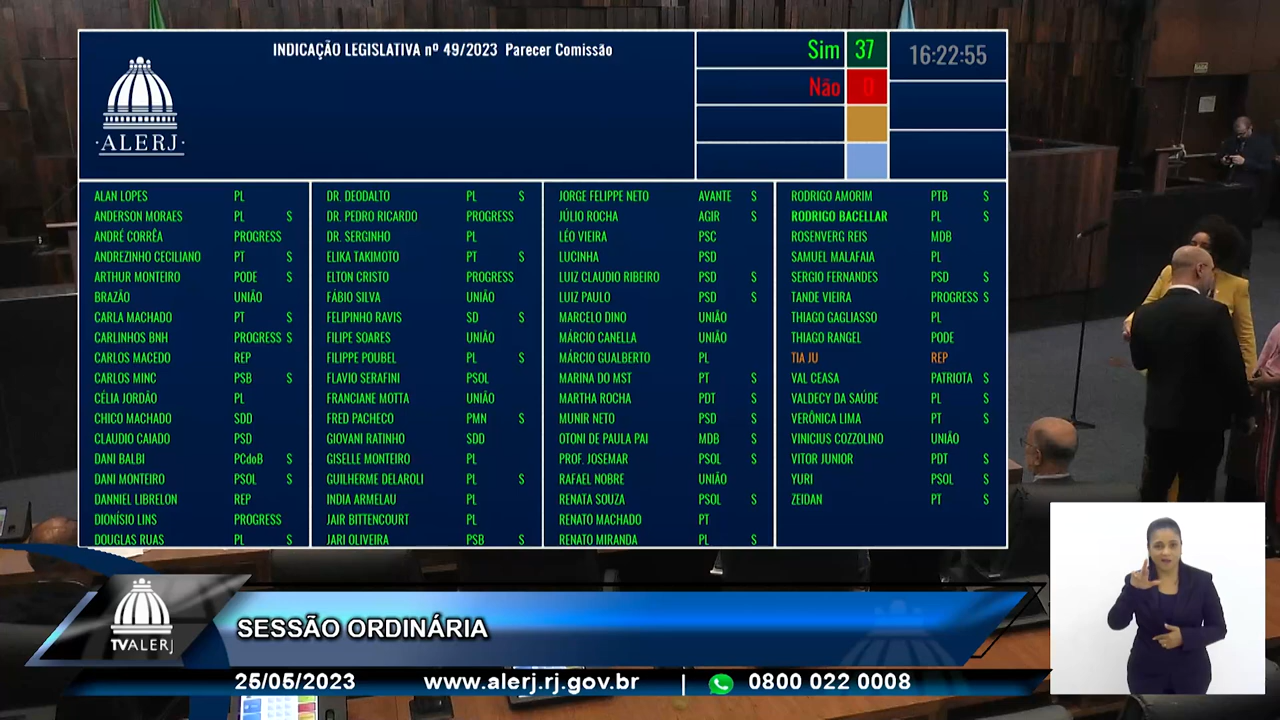 INDICAÇÃO LEGISLATIVA nº 49/2023 Parecer Comissão
Sim 37
Não 0
16:22:55
·ALERJ·
ALAN LOPES PL
ANDERSON MORAES PL S
ANDRÉ CORRÊA PROGRESS
ANDREZINHO CECILIANO PT S
ARTHUR MONTEIRO PODE S
BRAZÃO UNIÃO
CARLA MACHADO PT S
CARLINHOS BNH PROGRESS S
CARLOS MACEDO REP
CARLOS MINC PSB S
CÉLIA JORDÃO PL
CHICO MACHADO SDD
CLAUDIO CAIADO PSD
DANI BALBI PCdoB S
DANI MONTEIRO PSOL S
DANNIEL LIBRELON REP
DIONÍSIO LINS PROGRESS
DOUGLAS RUAS PL S
DR. DEODALTO PL S
DR. PEDRO RICARDO PROGRESS
DR. SERGINHO PL
ELIKA TAKIMOTO PT S
ELTON CRISTO PROGRESS
FÁBIO SILVA UNIÃO
FELIPINHO RAVIS SD S
FILIPE SOARES UNIÃO
FILIPPE POUBEL PL S
FLAVIO SERAFINI PSOL
FRANCIANE MOTTA UNIÃO
FRED PACHECO PMN S
GIOVANI RATINHO SDD
GISELLE MONTEIRO PL
GUILHERME DELAROLI PL S
INDIA ARMELAU PL
JAIR BITTENCOURT PL
JARI OLIVEIRA PSB S
JORGE FELIPPE NETO AVANTE S
JÚLIO ROCHA AGIR S
LÉO VIEIRA PSC
LUCINHA PSD
LUIZ CLAUDIO RIBEIRO PSD S
LUIZ PAULO PSD S
MARCELO DINO UNIÃO
MÁRCIO CANELLA UNIÃO
MÁRCIO GUALBERTO PL
MARINA DO MST PT S
MARTHA ROCHA PDT S
MUNIR NETO PSD S
OTONI DE PAULA PAI MDB S
PROF. JOSEMAR PSOL S
RAFAEL NOBRE UNIÃO
RENATA SOUZA PSOL S
RENATO MACHADO PT
RENATO MIRANDA PL S
RODRIGO AMORIM PTB S
RODRIGO BACELLAR PL S
ROSENVERG REIS MDB
SAMUEL MALAFAIA PL
SERGIO FERNANDES PSD S
TANDE VIEIRA PROGRESS S
THIAGO GAGLIASSO PL
THIAGO RANGEL PODE
TIA JU REP
VAL CEASA PATRIOTA S
VALDECY DA SAÚDE PL S
VERÔNICA LIMA PT S
VINICIUS COZZOLINO UNIÃO
VITOR JUNIOR PDT S
YURI PSOL S
ZEIDAN PT S
TVALERJ
SESSÃO ORDINÁRIA
25/05/2023 www.alerj.rj.gov.br | 0800 022 0008